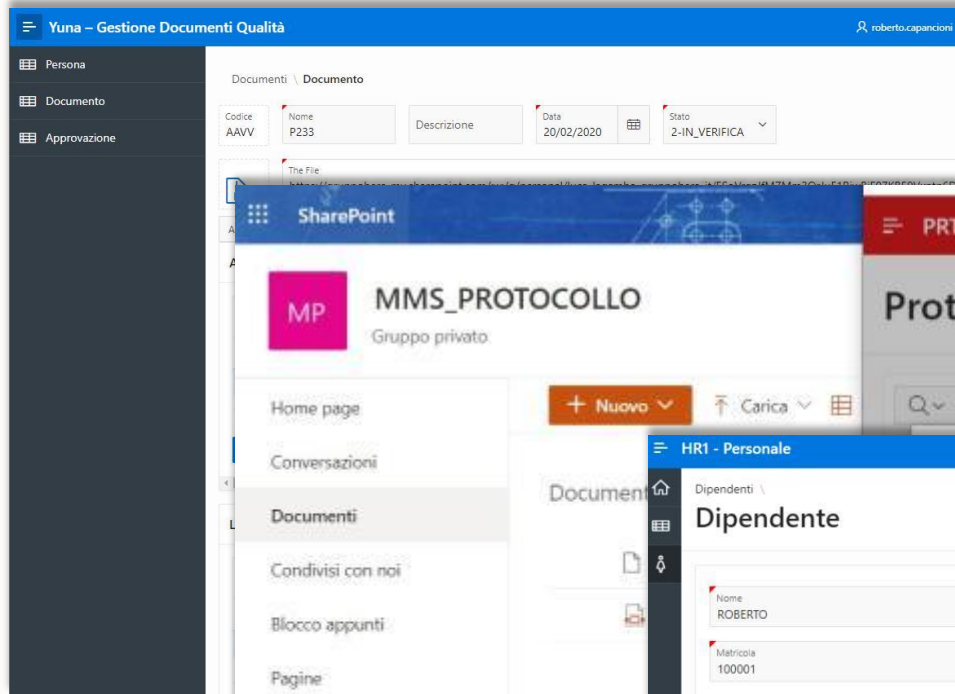 Yuna – Gestione Documenti Qualità
roberto.capancioni
Persona
Documento
Approvazione
Documenti \ Documento
Codice
AAVV
Nome
P233
Descrizione
Data
20/02/2020
Stato
2-IN_VERIFICA
The File
SharePoint
MP
MMS_PROTOCOLLO
Gruppo privato
Home page
Conversazioni
Documenti
Condivisi con noi
Blocco appunti
Pagine
+ Nuovo
Carica
Document
PRT
Prot
HR1 - Personale
Dipendenti \
Dipendente
Nome
ROBERTO
Matricola
100001